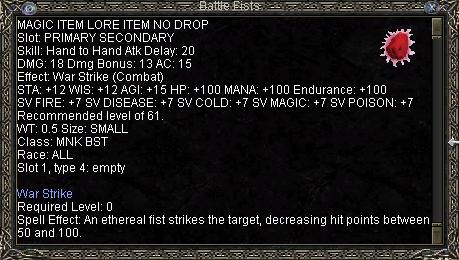 Battle Fists
MAGIC ITEM LORE ITEM NO DROP
Slot: PRIMARY SECONDARY
Skill: Hand to Hand Atk Delay: 20
DMG: 18 Dmg Bonus: 13 AC: 15
Effect: War Strike (Combat)
STA: +12 WIS: +12 AGI: +15 HP: +100 MANA: +100 Endurance: +100
SV FIRE: +7 SV DISEASE: +7 SV COLD: +7 SV MAGIC: +7 SV POISON: +7
Recommended level of 61.
WT: 0.5 Size: SMALL
Class: MNK BST
Race: ALL
Slot 1, type 4: empty
War Strike
Required Level: 0
Spell Effect: An ethereal fist strikes the target, decreasing hit points between
50 and 100.